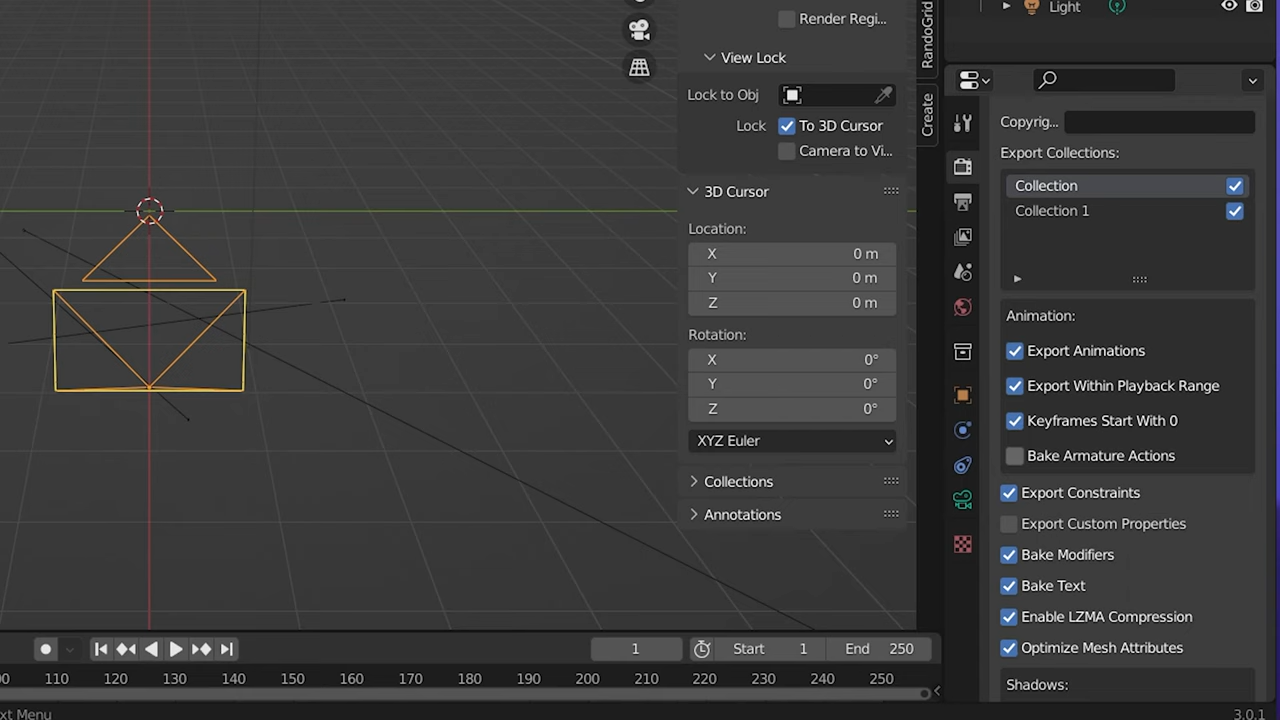 Render Regi...
View Lock
Lock to Obj
Lock
To 3D Cursor
Camera to Vi...
3D Cursor
Location:
X 0 m
Y 0 m
Z 0 m
Rotation:
X 0°
Y 0°
Z 0°
XYZ Euler
Collections
Annotations
RandoGrid
Create
Light
Copyrig...
Export Collections:
Collection
Collection 1
Animation:
Export Animations
Export Within Playback Range
Keyframes Start With 0
Bake Armature Actions
Export Constraints
Export Custom Properties
Bake Modifiers
Bake Text
Enable LZMA Compression
Optimize Mesh Attributes
Shadows:
1 Start 1 End 250
110 120 130 140 150 160 170 180 190 200 210 220 230 240 250
Menu
3.0.1